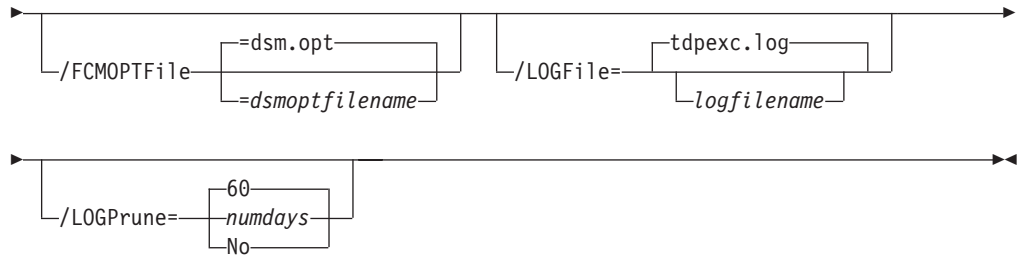 =dsm.opt
/FCMOPTFile
=dsmoptfilename
tdpexc.log
/LOGFile=
logfilename
60
/LOGPrune=
numdays
No